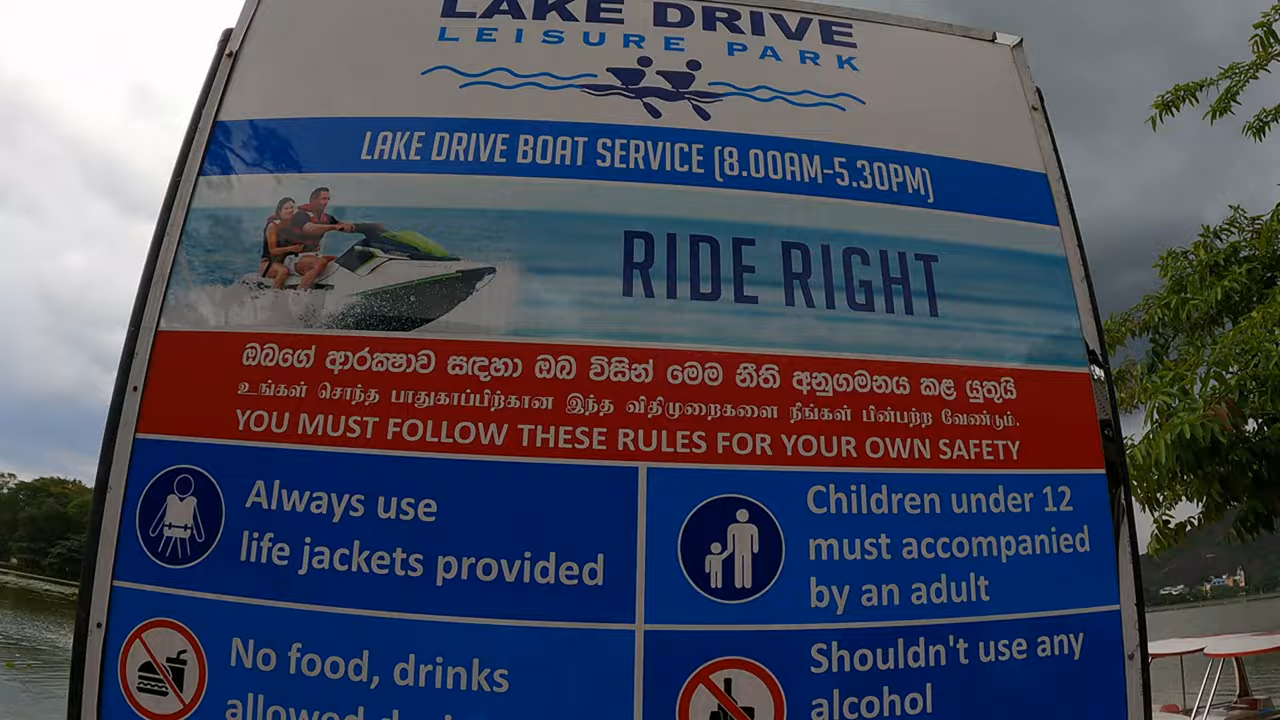 LAKE DRIVE
LEISURE PARK
LAKE DRIVE BOAT SERVICE (8.00AM-5.30PM)
RIDE RIGHT
ඔබගේ ආරක්‍ෂාව සඳහා ඔබ විසින් මෙම නීති අනුගමනය කළ යුතුයි
உங்கள் சொந்த பாதுகாப்பிற்கான இந்த விதிமுறைகளை நீங்கள் பின்பற்ற வேண்டும்.
YOU MUST FOLLOW THESE RULES FOR YOUR OWN SAFETY
Always use
life jackets provided
Children under 12
must accompanied
by an adult
No food, drinks
allowed
Shouldn't use any
alcohol